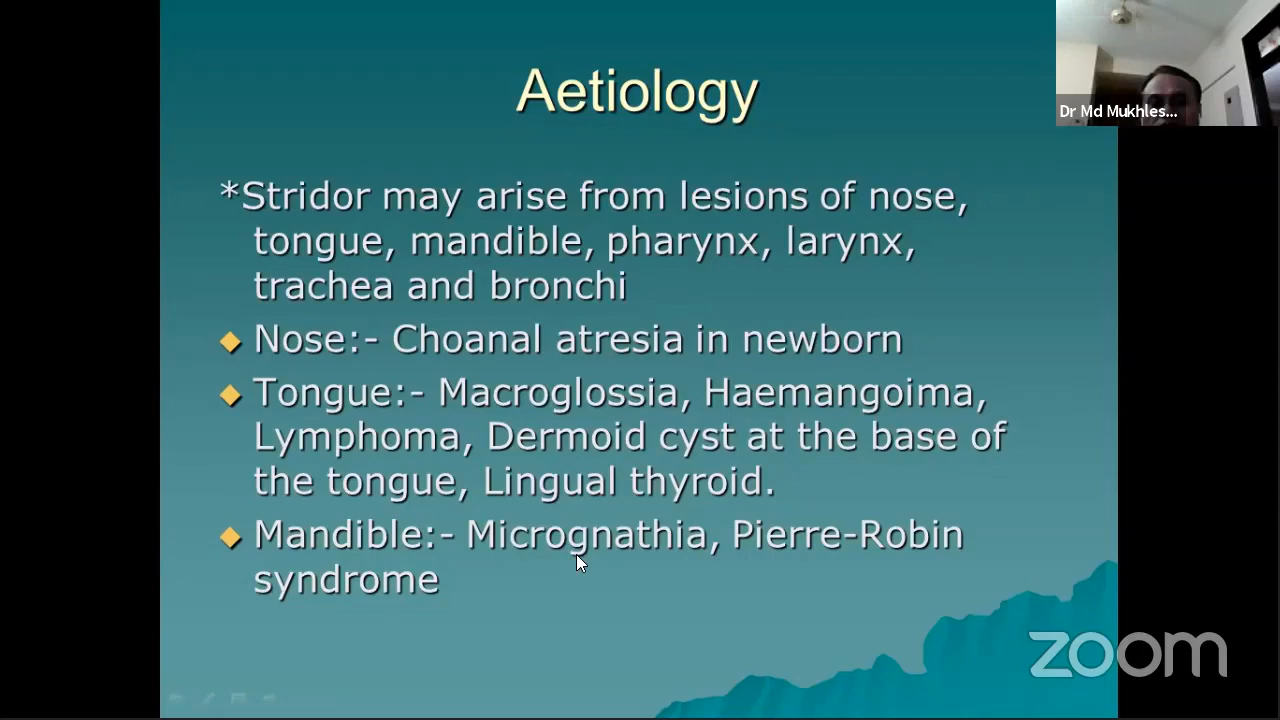 Aetiology
Dr Md Mukhles...
*Stridor may arise from lesions of nose,
tongue, mandible, pharynx, larynx,
trachea and bronchi
Nose:- Choanal atresia in newborn
Tongue:- Macroglossia, Haemangoima,
Lymphoma, Dermoid cyst at the base of
the tongue, Lingual thyroid.
Mandible:- Micrognathia, Pierre-Robin
syndrome
zoom